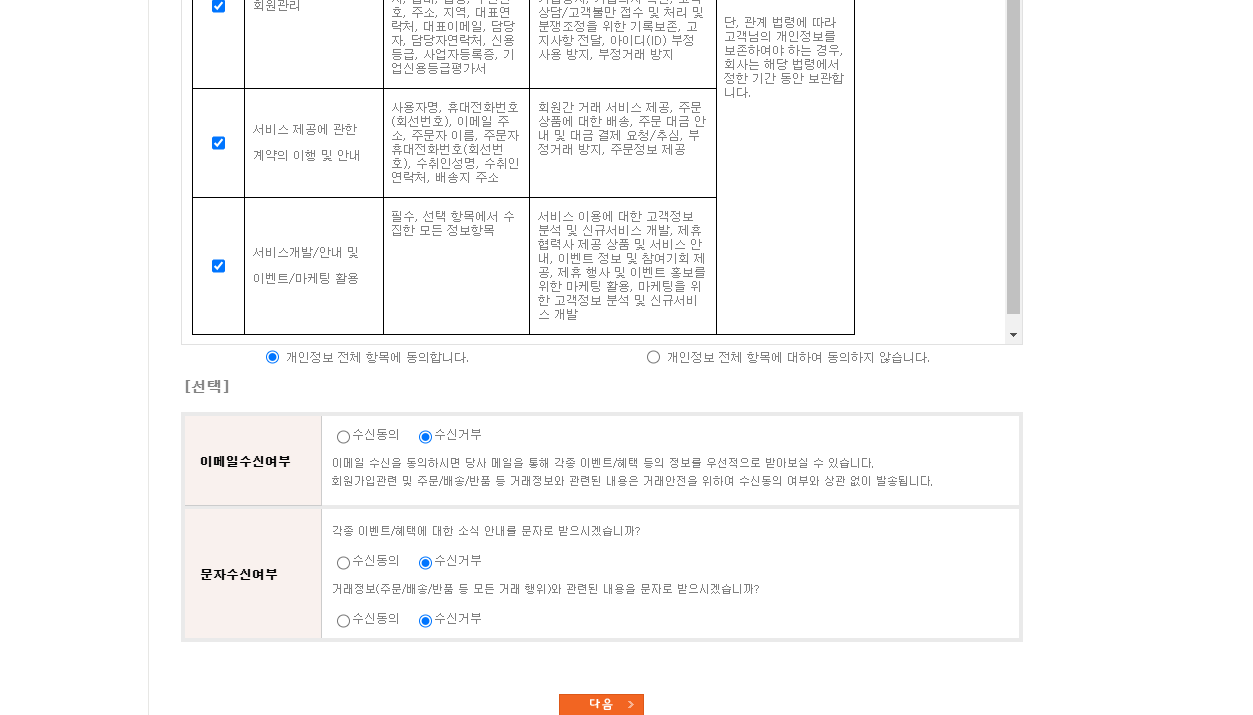 회원관리
호, 주소, 지역, 대표연
락처, 대표이메일, 담당
자, 담당자연락처, 신용
등급, 사업자등록증, 기
업신용등급평가서
상담/고객불만 접수 및 처리 및
분쟁조정을 위한 기록보존, 고
지사항 전달, 아이디(ID) 부정
사용 방지, 부정거래 방지
단, 관계 법령에 따라
고객님의 개인정보를
보존하여야 하는 경우,
회사는 해당 법령에서
정한 기간 동안 보관합
니다.
서비스 제공에 관한
계약의 이행 및 안내
사용자명, 휴대전화번호
(회선번호), 이메일 주
소, 주문자 이름, 주문자
휴대전화번호(회선번
호), 수취인성명, 수취인
연락처, 배송지 주소
회원간 거래 서비스 제공, 주문
상품에 대한 배송, 주문 대금 안
내 및 대금 결제 요청/추심, 부
정거래 방지, 주문정보 제공
서비스개발/안내 및
이벤트/마케팅 활용
필수, 선택 항목에서 수
집한 모든 정보항목
서비스 이용에 대한 고객정보
분석 및 신규서비스 개발, 제휴
협력사 제공 상품 및 서비스 안
내, 이벤트 정보 및 참여기회 제
공, 제휴 행사 및 이벤트 홍보를
위한 마케팅 활용, 마케팅을 위
한 고객정보 분석 및 신규서비
스 개발
개인정보 전체 항목에 동의합니다.
개인정보 전체 항목에 대하여 동의하지 않습니다.
[선택]
이메일수신여부
수신동의 수신거부
이메일 수신을 동의하시면 당사 메일을 통해 각종 이벤트/혜택 등의 정보를 우선적으로 받아보실 수 있습니다.
회원가입관련 및 주문/배송/반품 등 거래정보와 관련된 내용은 거래안전을 위하여 수신동의 여부와 상관 없이 발송됩니다.
문자수신여부
각종 이벤트/혜택에 대한 소식 안내를 문자로 받으시겠습니까?
수신동의 수신거부
거래정보(주문/배송/반품 등 모든 거래 행위)와 관련된 내용을 문자로 받으시겠습니까?
수신동의 수신거부
다음 >